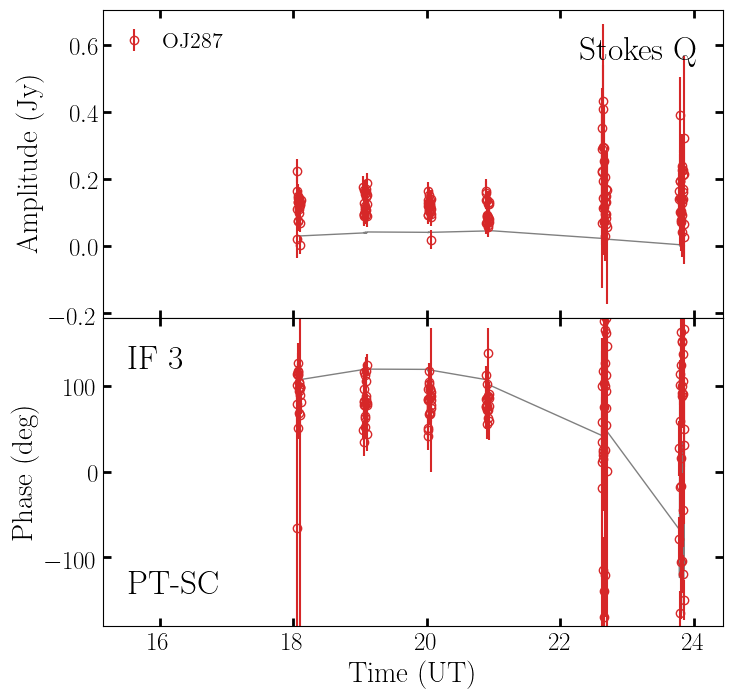 OJ287
Stokes Q
Amplitude (Jy)
0.6
0.4
0.2
0.0
−0.2
IF 3
Phase (deg)
100
0
−100
PT-SC
16
18
20
22
24
Time (UT)